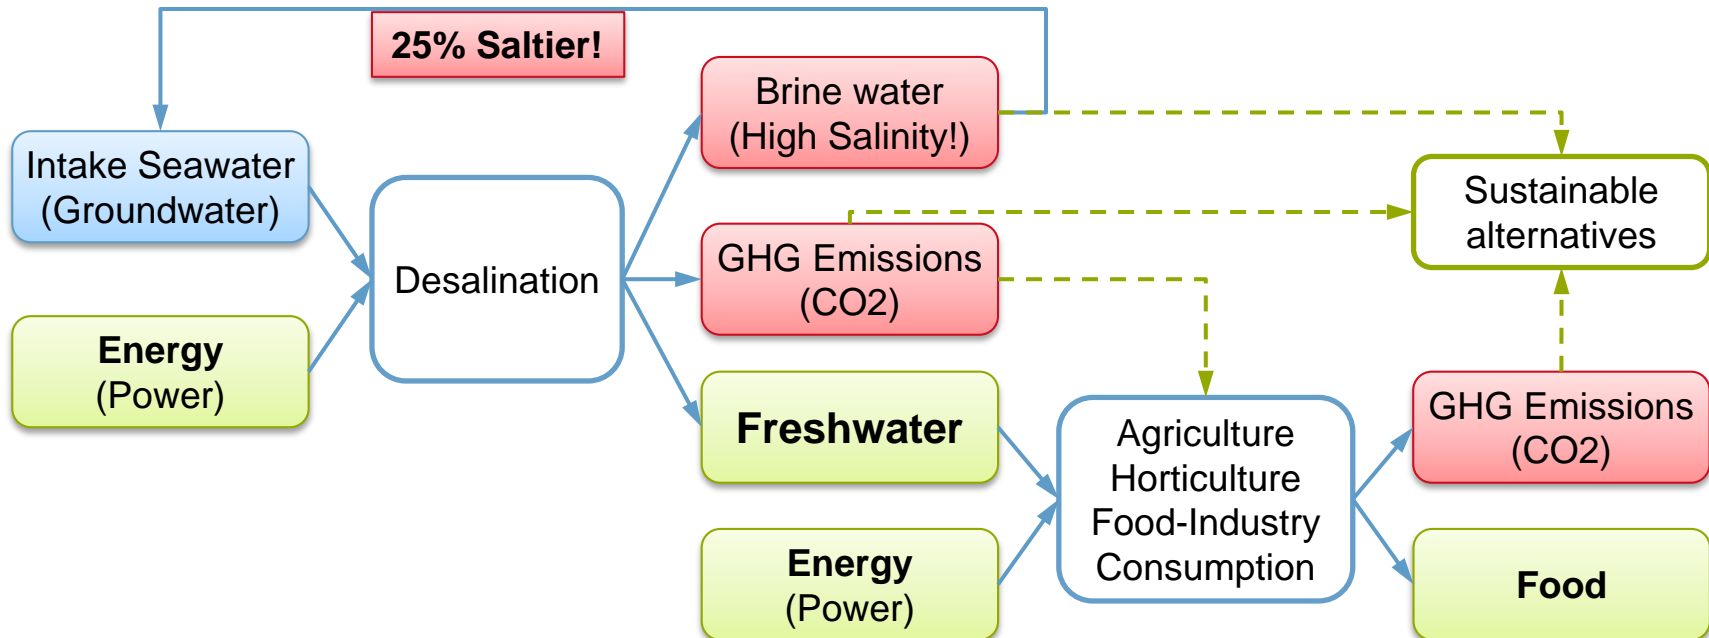 25% Saltier!
Brine water
(High Salinity!)
Intake Seawater
(Groundwater)
Sustainable
alternatives
Desalination
GHG Emissions
(CO2)
Energy
(Power)
Freshwater
Agriculture
Horticulture
Food-Industry
Consumption
GHG Emissions
(CO2)
Energy
(Power)
Food